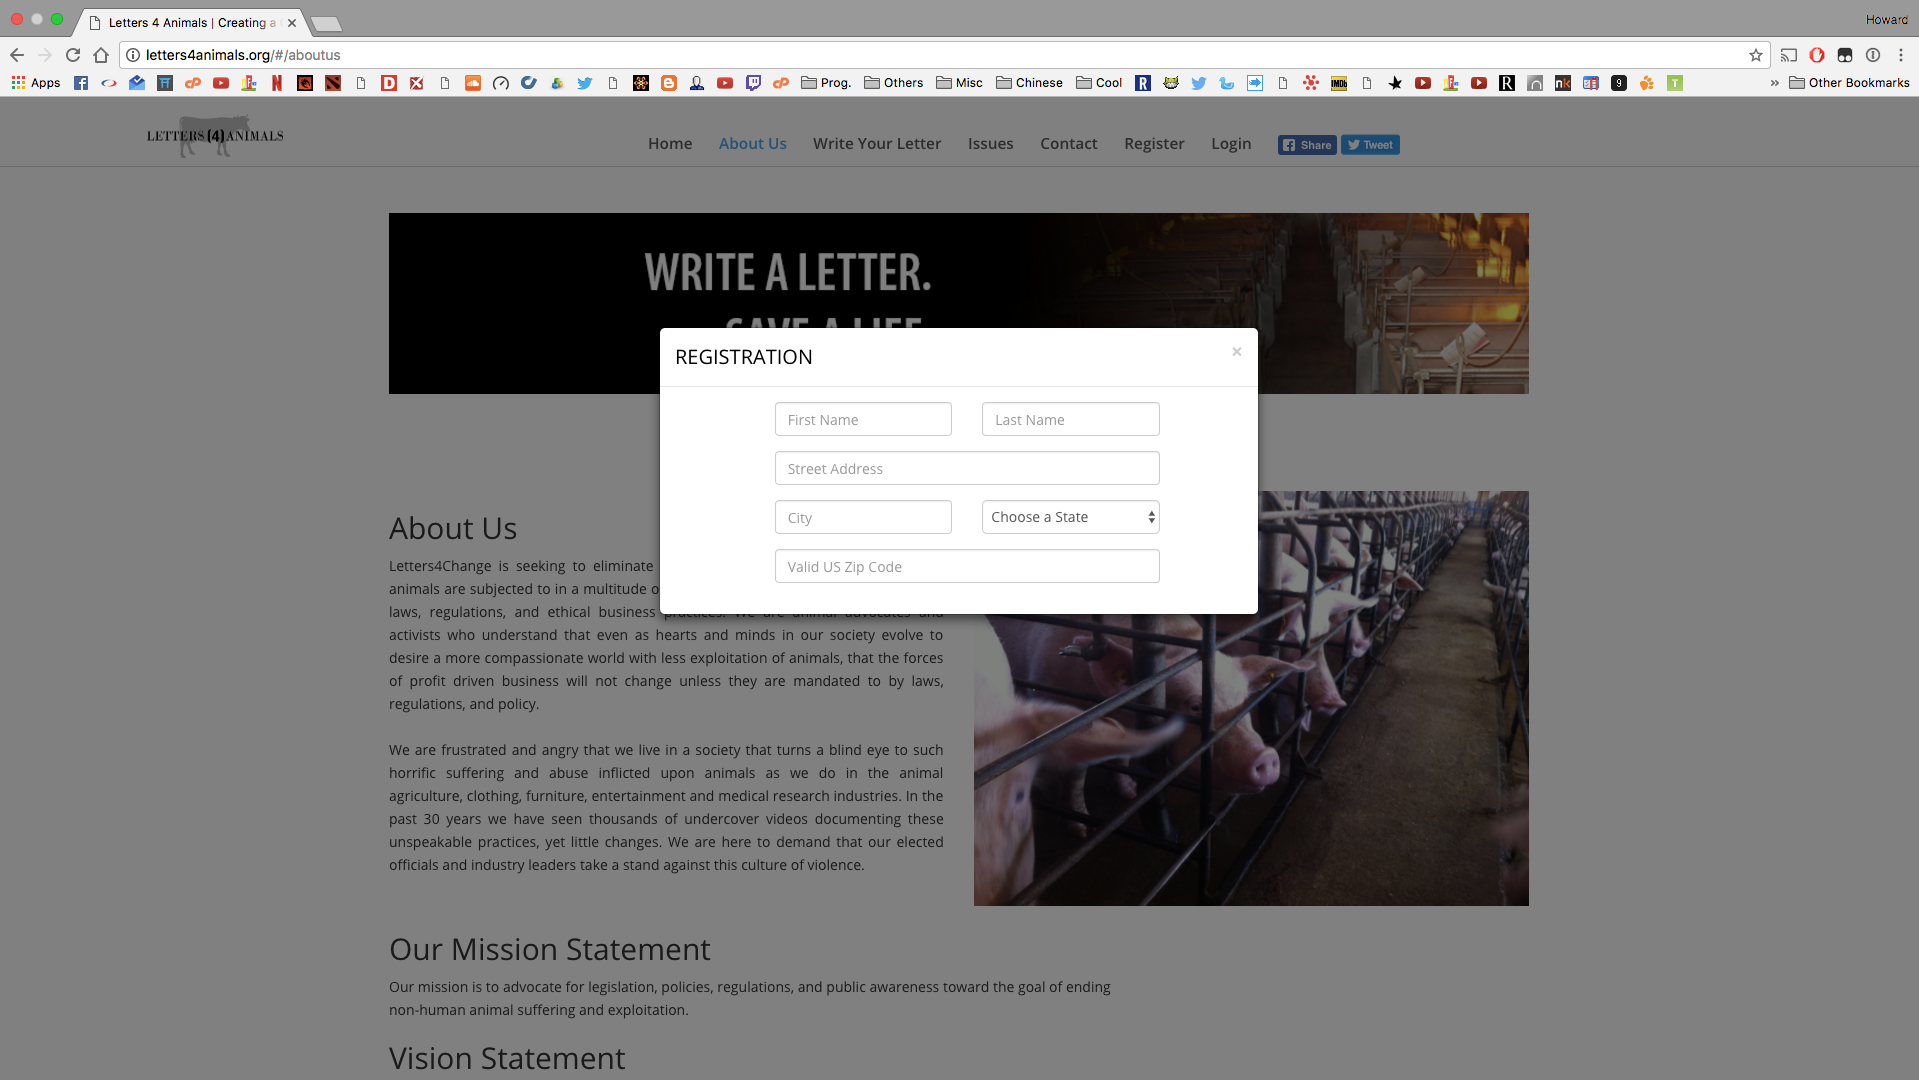 Letters 4 Animals | Creating a
Howard
letters4animals.org/#/aboutus
Apps
Prog.
Others
Misc
Chinese
Cool
Other Bookmarks
LETTERS (4) ANIMALS
Home
About Us
Write Your Letter
Issues
Contact
Register
Login
Share
Tweet
WRITE A LETTER.
SAVE A LIFE
REGISTRATION
×
First Name
Last Name
Street Address
City
Choose a State
Valid US Zip Code
About Us
Letters4Change is seeking to eliminate
animals are subjected to in a multitude o
laws, regulations, and ethical business practices. We are animal advocates and
activists who understand that even as hearts and minds in our society evolve to
desire a more compassionate world with less exploitation of animals, that the forces
of profit driven business will not change unless they are mandated to by laws,
regulations, and policy.
We are frustrated and angry that we live in a society that turns a blind eye to such
horrific suffering and abuse inflicted upon animals as we do in the animal
agriculture, clothing, furniture, entertainment and medical research industries. In the
past 30 years we have seen thousands of undercover videos documenting these
unspeakable practices, yet little changes. We are here to demand that our elected
officials and industry leaders take a stand against this culture of violence.
Our Mission Statement
Our mission is to advocate for legislation, policies, regulations, and public awareness toward the goal of ending
non-human animal suffering and exploitation.
Vision Statement